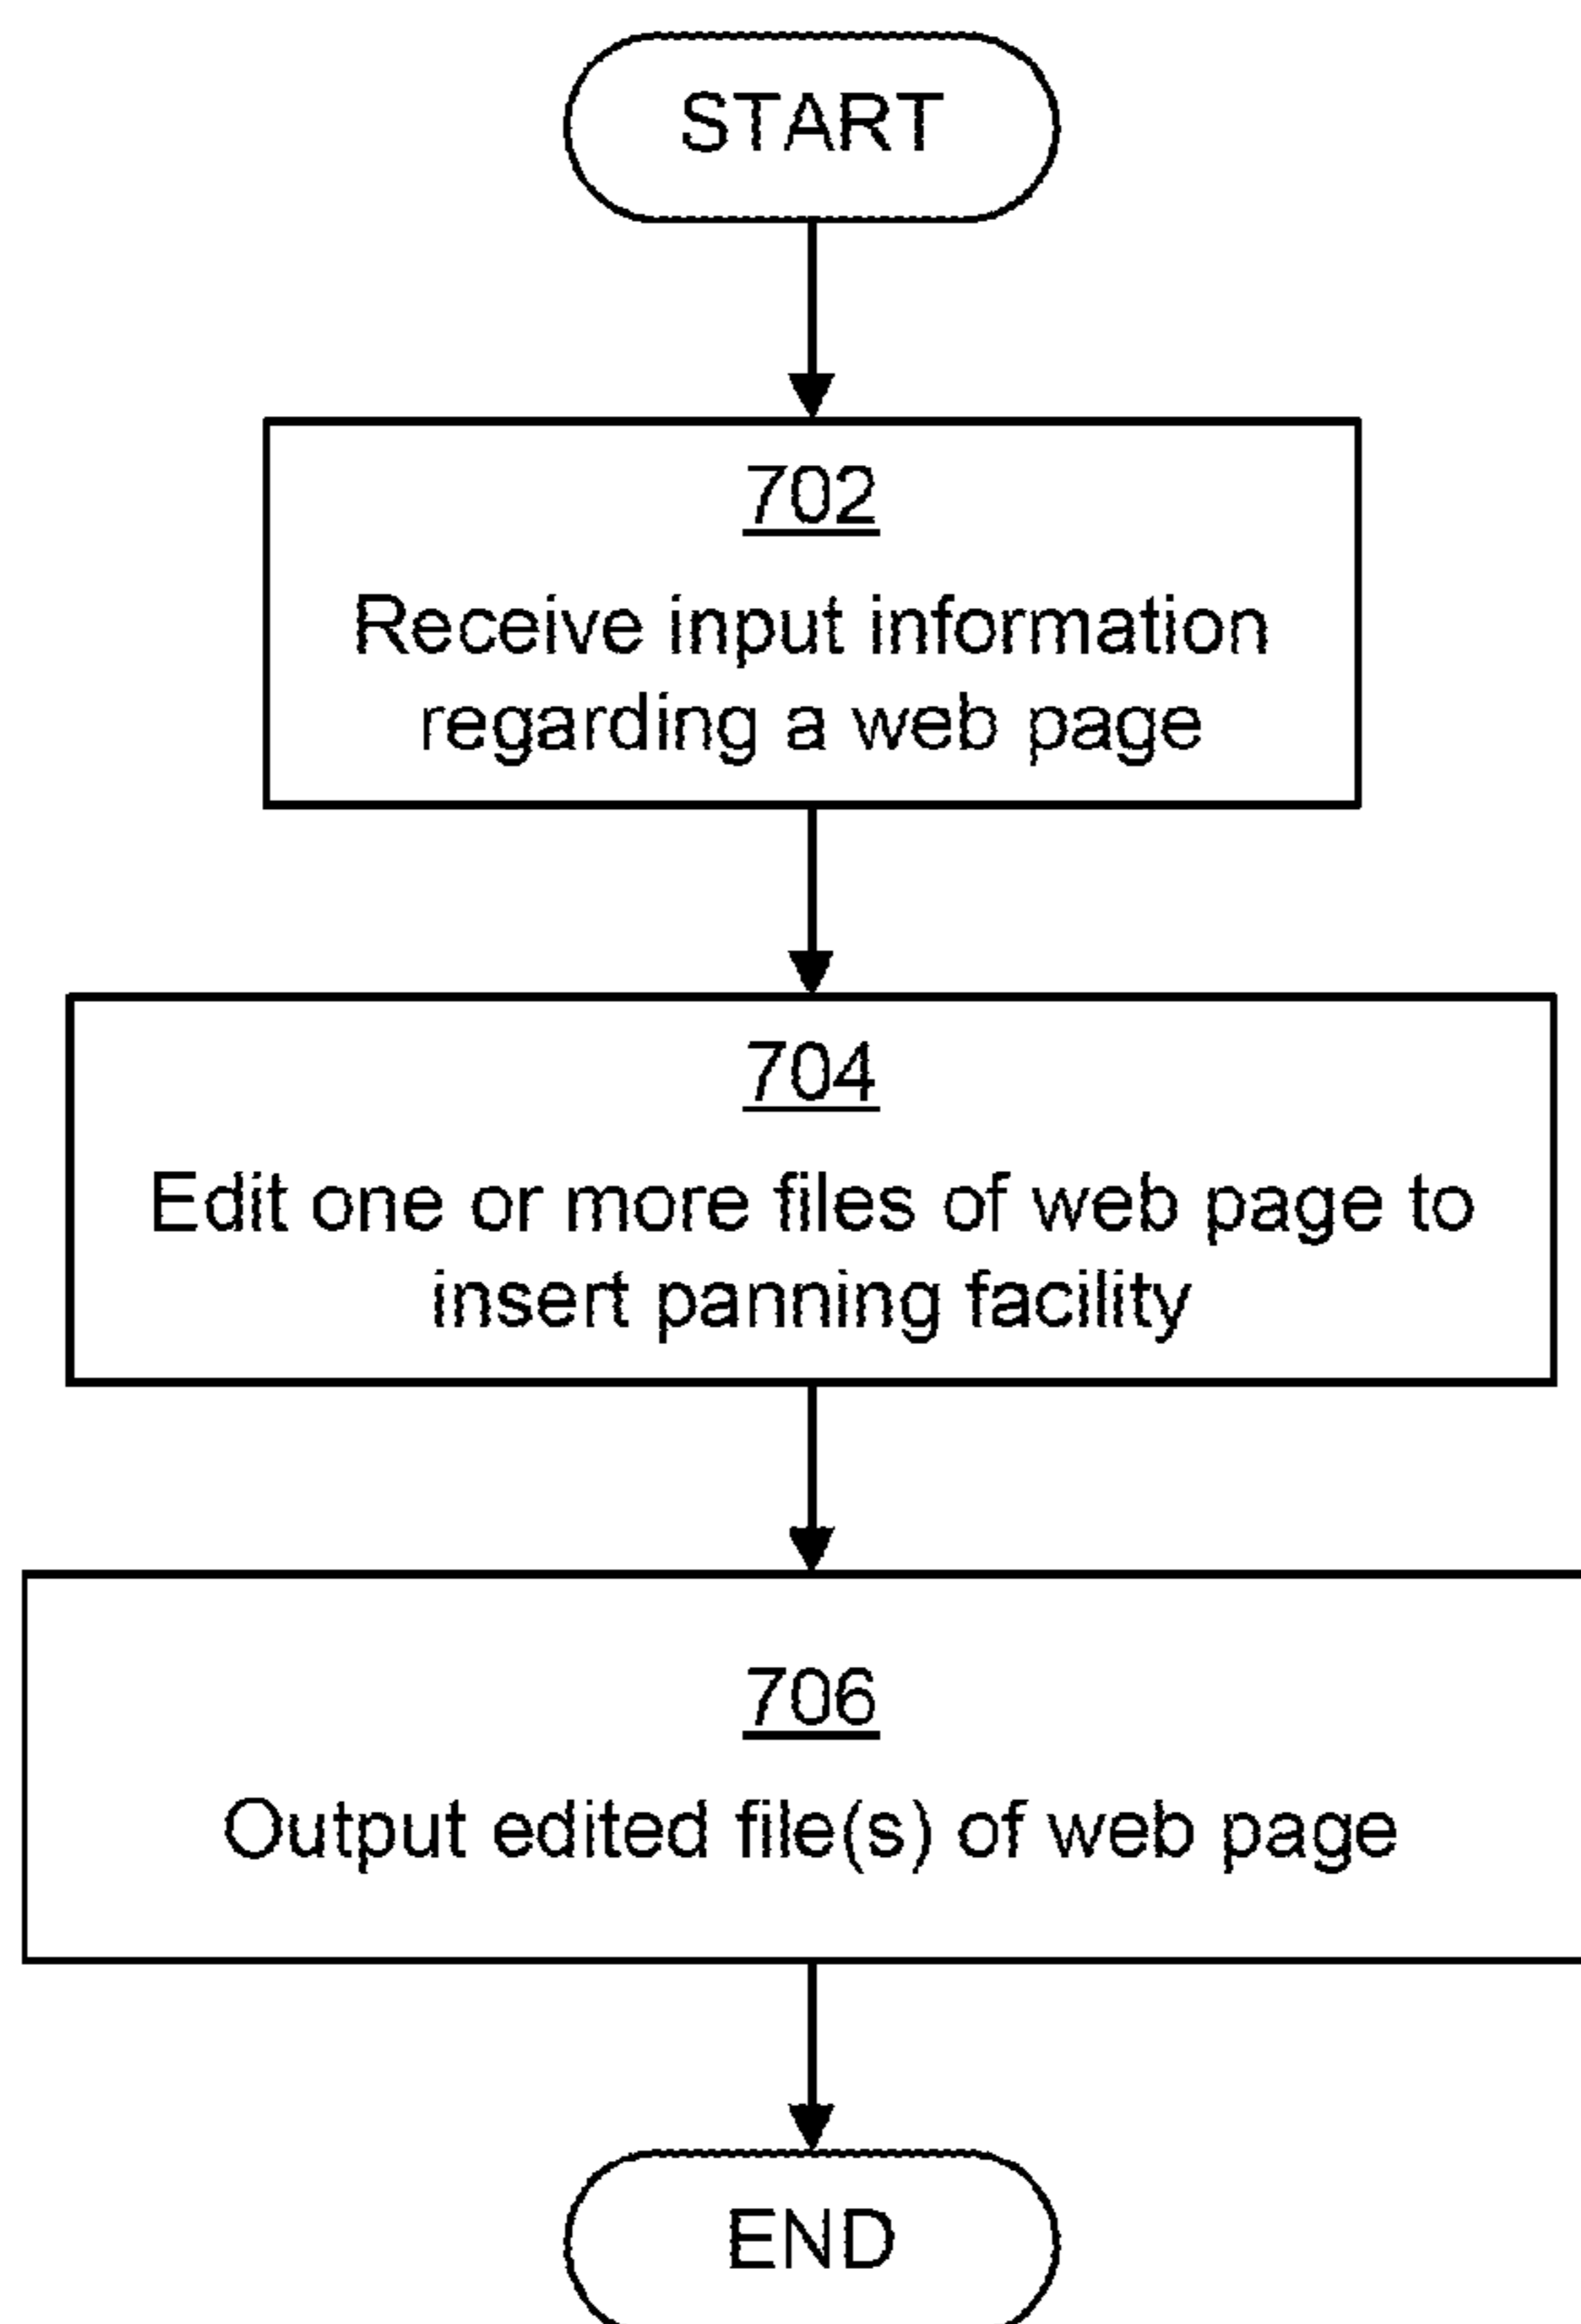 START
702
Receive input information
regarding a web page
704
Edit one or more files of web page to
insert panning facility
706
Output edited file(s) of web page
END